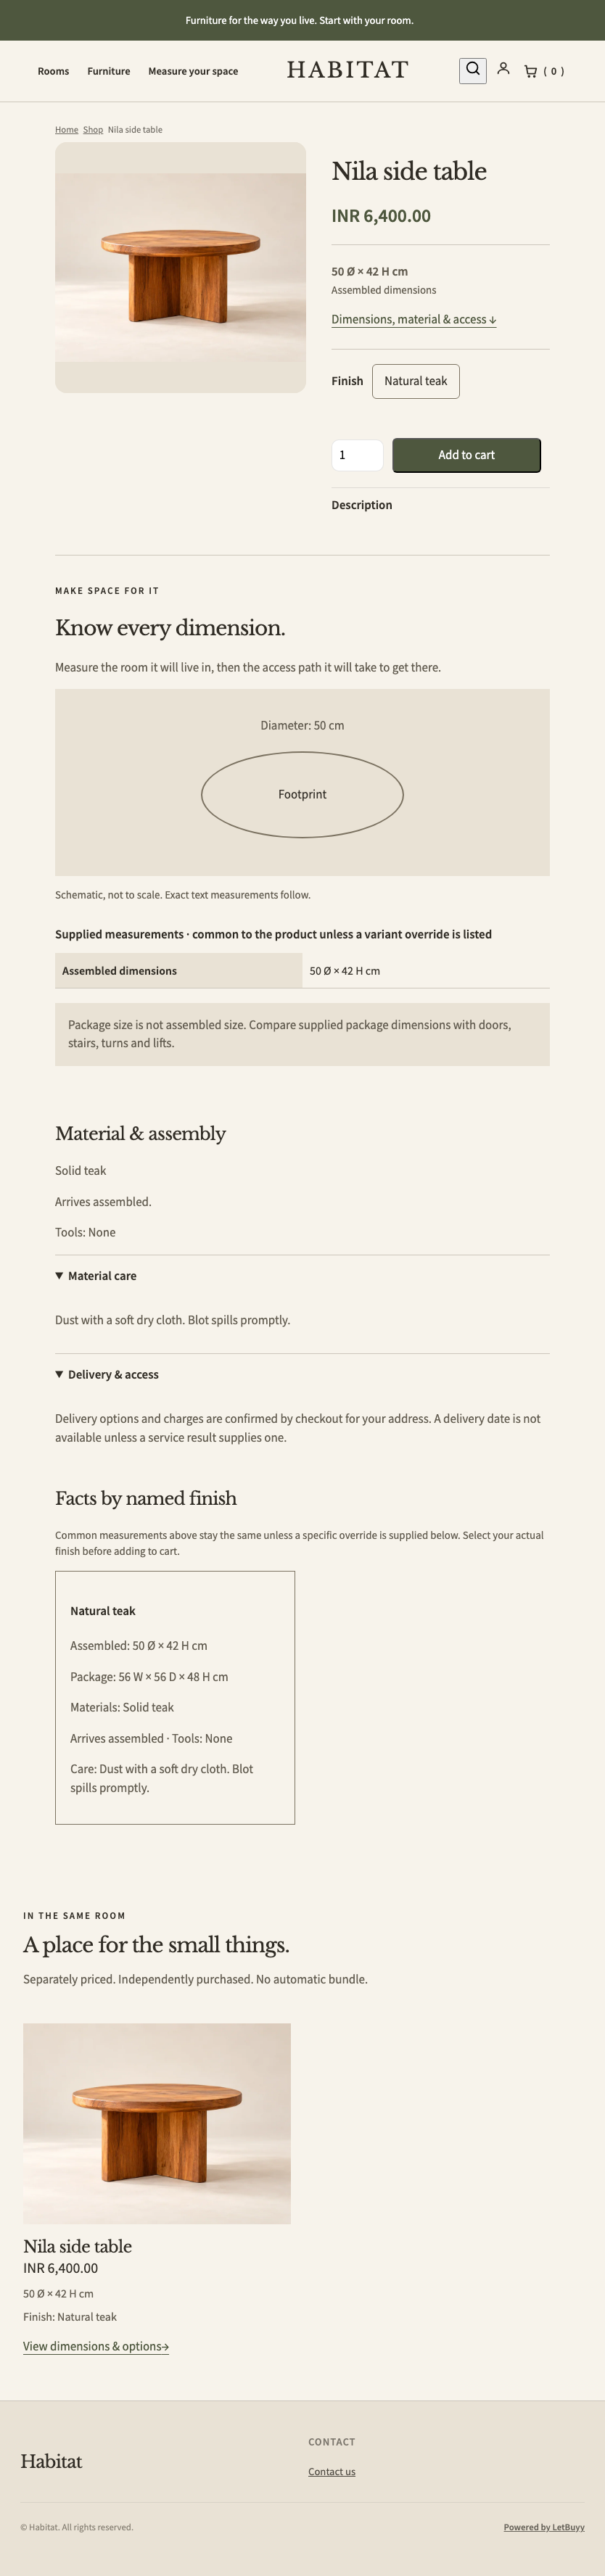 Furniture for the way you live. Start with your room.
Rooms Furniture Measure your space HABITAT ( 0 )
Home Shop Nila side table
Nila side table
INR 6,400.00
50 Ø × 42 H cm
Assembled dimensions
Dimensions, material & access ↓
Finish Natural teak
1 Add to cart
Description
MAKE SPACE FOR IT
Know every dimension.
Measure the room it will live in, then the access path it will take to get there.
Diameter: 50 cm
Footprint
Schematic, not to scale. Exact text measurements follow.
Supplied measurements · common to the product unless a variant override is listed
Assembled dimensions 50 Ø × 42 H cm
Package size is not assembled size. Compare supplied package dimensions with doors,
stairs, turns and lifts.
Material & assembly
Solid teak
Arrives assembled.
Tools: None
▼ Material care
Dust with a soft dry cloth. Blot spills promptly.
▼ Delivery & access
Delivery options and charges are confirmed by checkout for your address. A delivery date is not
available unless a service result supplies one.
Facts by named finish
Common measurements above stay the same unless a specific override is supplied below. Select your actual
finish before adding to cart.
Natural teak
Assembled: 50 Ø × 42 H cm
Package: 56 W × 56 D × 48 H cm
Materials: Solid teak
Arrives assembled · Tools: None
Care: Dust with a soft dry cloth. Blot
spills promptly.
IN THE SAME ROOM
A place for the small things.
Separately priced. Independently purchased. No automatic bundle.
Nila side table
INR 6,400.00
50 Ø × 42 H cm
Finish: Natural teak
View dimensions & options→
Habitat
CONTACT
Contact us
© Habitat. All rights reserved. Powered by LetBuyy